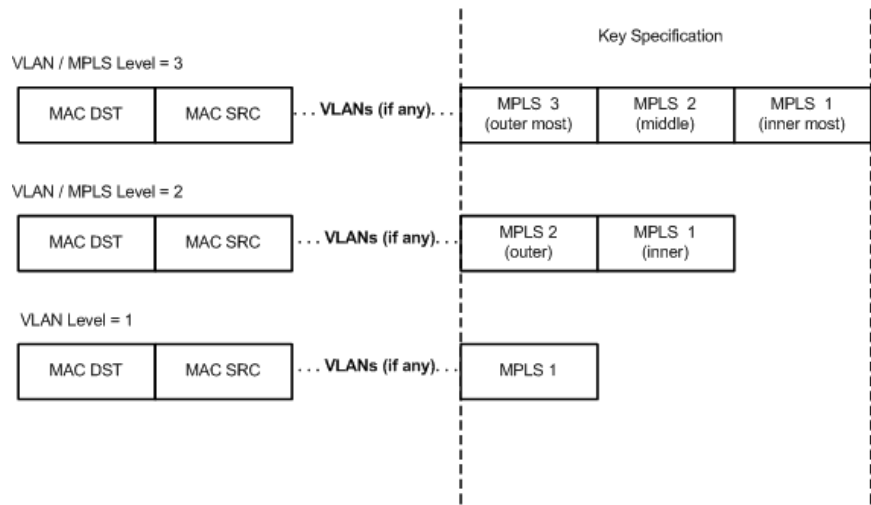 Key Specification
VLAN / MPLS Level = 3
MAC DST MAC SRC . . . VLANs (if any). . . MPLS 3 MPLS 2 MPLS 1
(outer most) (middle) (inner most)
VLAN / MPLS Level = 2
MAC DST MAC SRC . . . VLANs (if any). . . MPLS 2 MPLS 1
(outer) (inner)
VLAN Level = 1
MAC DST MAC SRC . . . VLANs (if any). . . MPLS 1